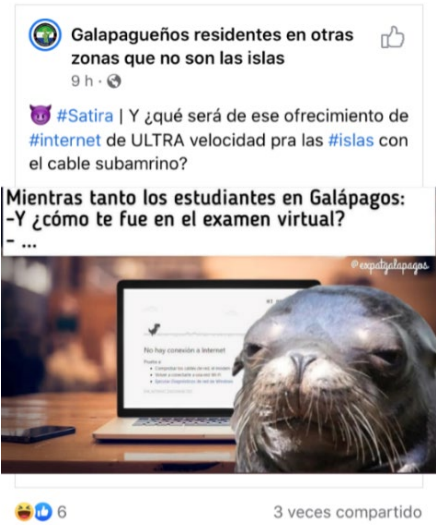 Galapagueños residentes en otras
zonas que no son las islas
9 h ·
#Satira | Y ¿qué será de ese ofrecimiento de
#internet de ULTRA velocidad pra las #islas con
el cable subamrino?
Mientras tanto los estudiantes en Galápagos:
-Y ¿cómo te fue en el examen virtual?
- ...
@expatgalapagos
No hay conexión a Internet
6
3 veces compartido